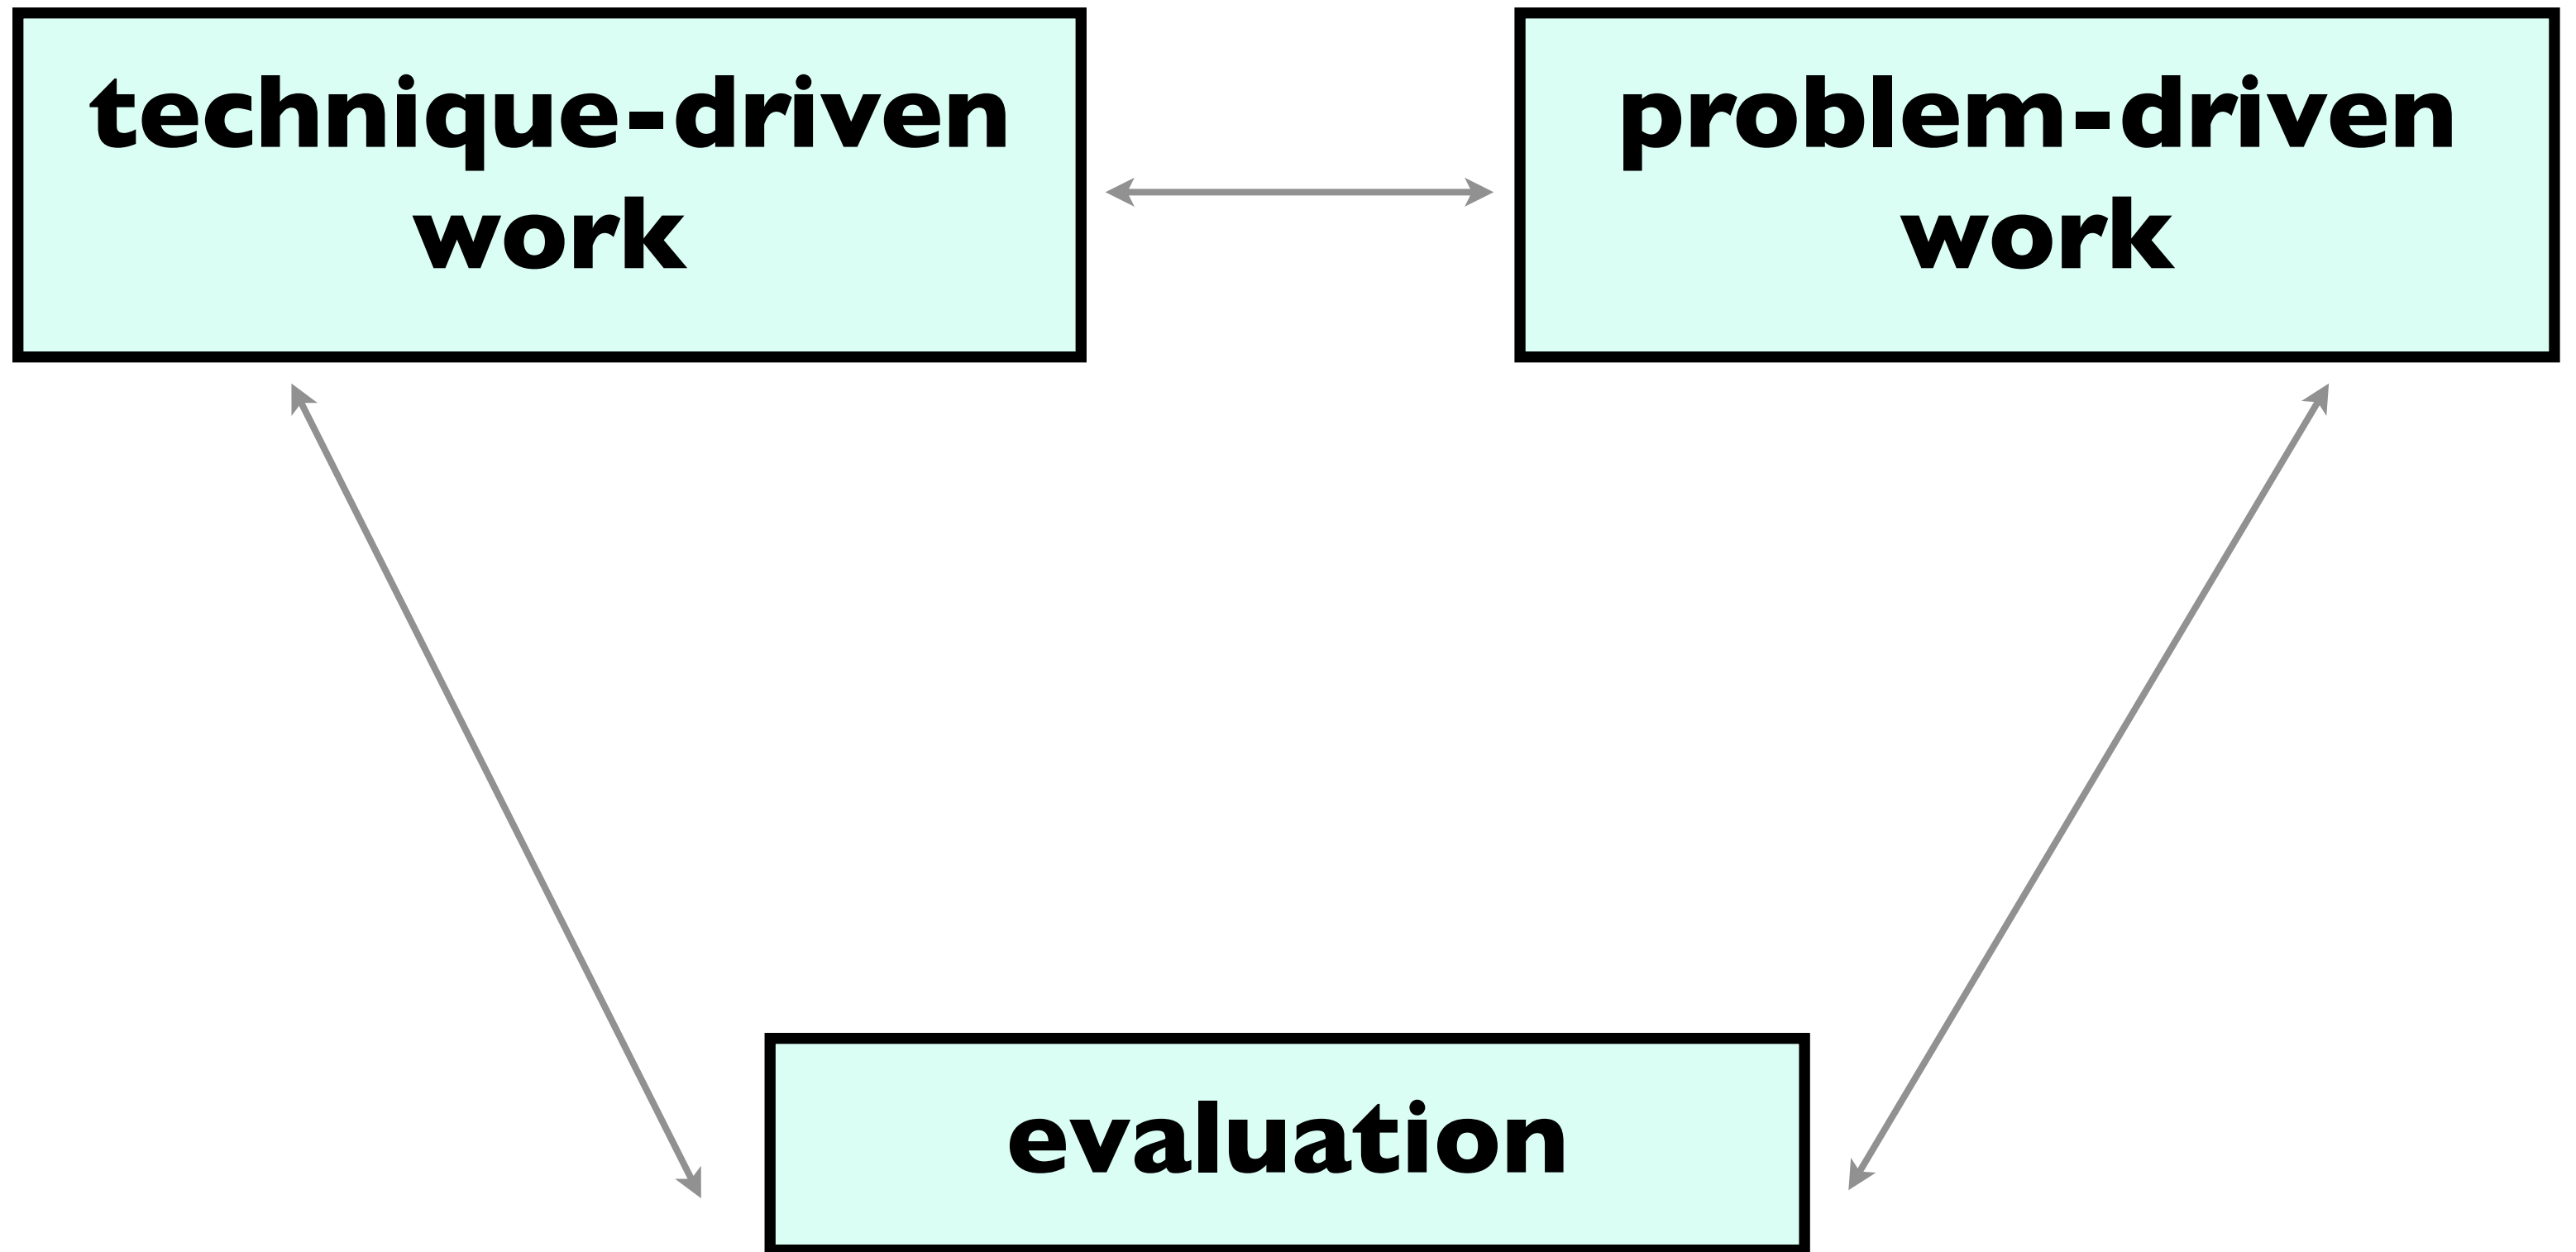 technique-driven
work
problem-driven
work
evaluation